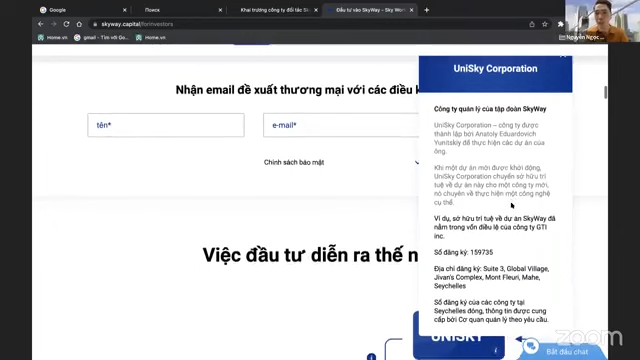 Google
Поиск
Khai trương công ty đối tác
Đầu tư vào SkyWay – Sky Wor
skyway.capital/forinvestors
Home.vn
gmail - Tìm với Go...
YouTube
Home.vn
Nguyễn Ngọc
Nhận email đề xuất thương mại với các điều k
tên*
e-mail*
Chính sách bảo mật
Việc đầu tư diễn ra thế n
UniSky Corporation
Công ty quản lý của tập đoàn SkyWay
UniSky Corporation – công ty được
thành lập bởi Anatoly Eduardovich
Yunitskiy để thực hiện các dự án của
ông.
Khi một dự án mới được khởi động,
UniSky Corporation chuyển sở hữu trí
tuệ về dự án này cho một công ty mới,
nó chuyên về thực hiện một công nghệ
cụ thể.
Ví dụ, sở hữu trí tuệ về dự án SkyWay đã
nằm trong vốn điều lệ của công ty GTI
inc.
Số đăng ký: 159735
Địa chỉ đăng ký: Suite 3, Global Village,
Jivan's Complex, Mont Fleuri, Mahe,
Seychelles
Số đăng ký của các công ty tại
Seychelles đóng, thông tin được cung
cấp bởi Cơ quan quản lý theo yêu cầu.
UNISKY
zoom
Bắt đầu chat